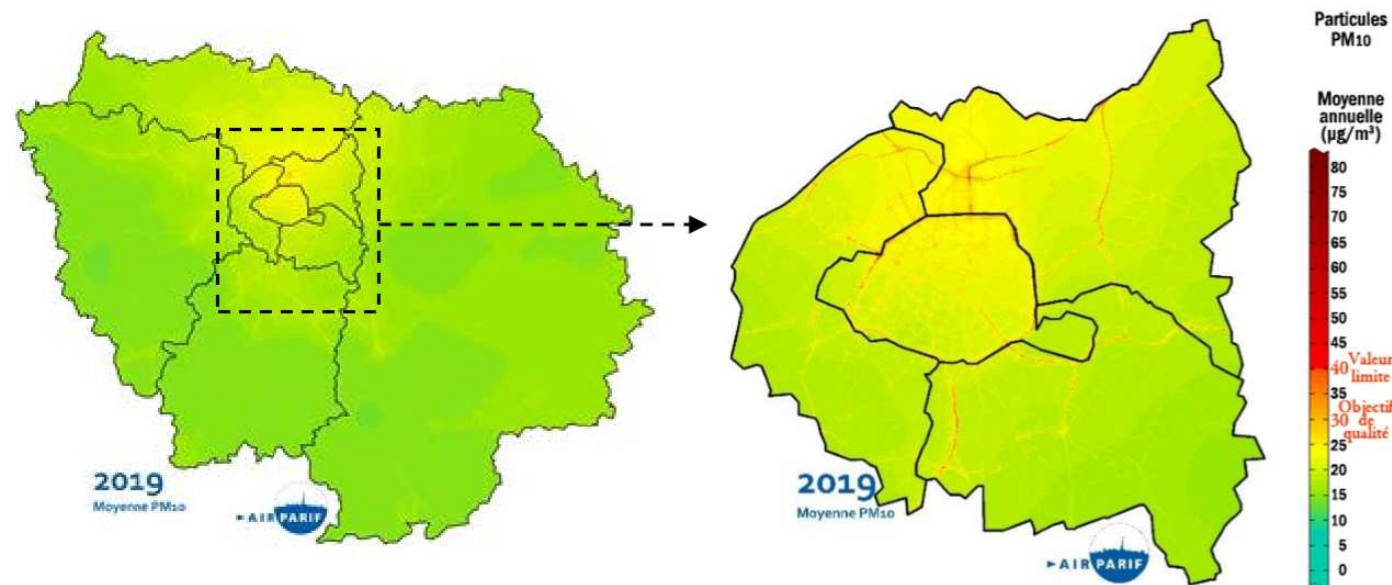 2019
Moyenne PM10
AIRPARIF
2019
Moyenne PM10
AIRPARIF
Particules
PM10
Moyenne
annuelle
(µg/m³)
80
75
70
65
60
55
50
45
40 Valeur
limite
35
Objectif
30 de
qualité
25
20
15
10
5
0